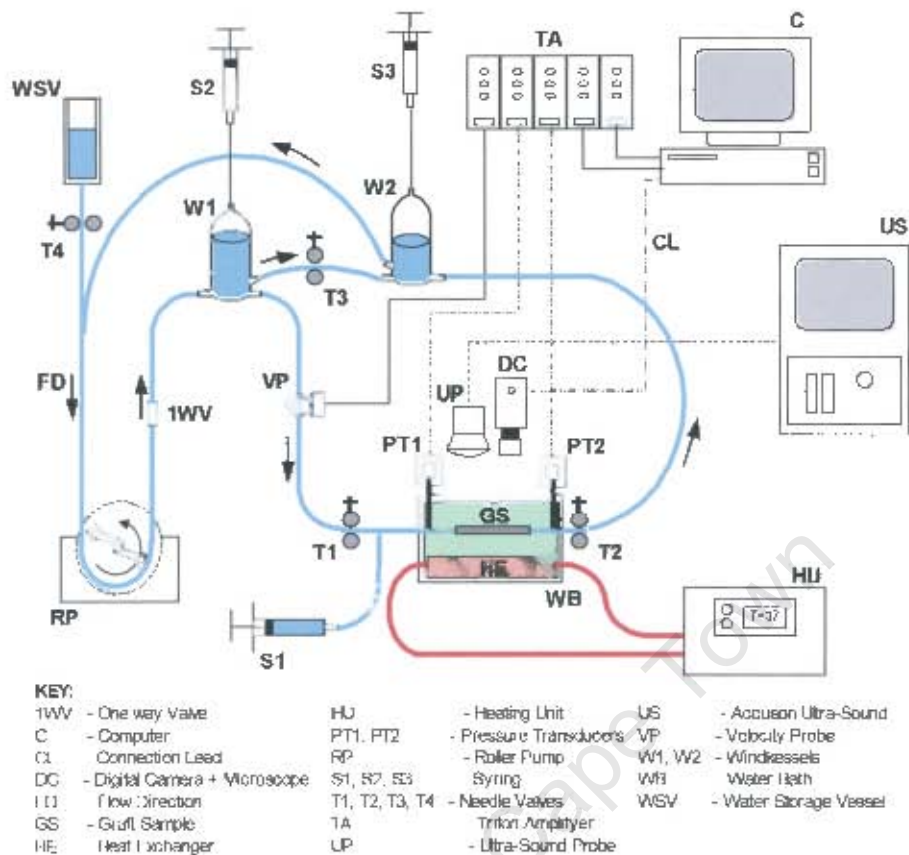 C
TA
S3
S2
WSV
W2
W1
US
T4
CL
T3
DC
FD
VP
UP
1WV
PT1
PT2
GS
T1
T2
HE
HU
WB
RP
S1
KEY:
1WV - One way Valve
C - Computer
CL Connection Lead
DC - Digital Camera + Microscope
FD Flow Direction
GS - Graft Sample
HE Heat Exchanger
HU - Heating Unit
PT1, PT2 - Pressure Transducers
RP - Roller Pump
S1, S2, S3 Syring
T1, T2, T3, T4 - Needle Valves
TA Triton Amplifyer
UP - Ultra-Sound Probe
US - Accuson Ultra-Sound
VP - Velocity Probe
W1, W2 - Windkessels
WB Water Bath
WSV - Water Storage Vessel
Cape Town